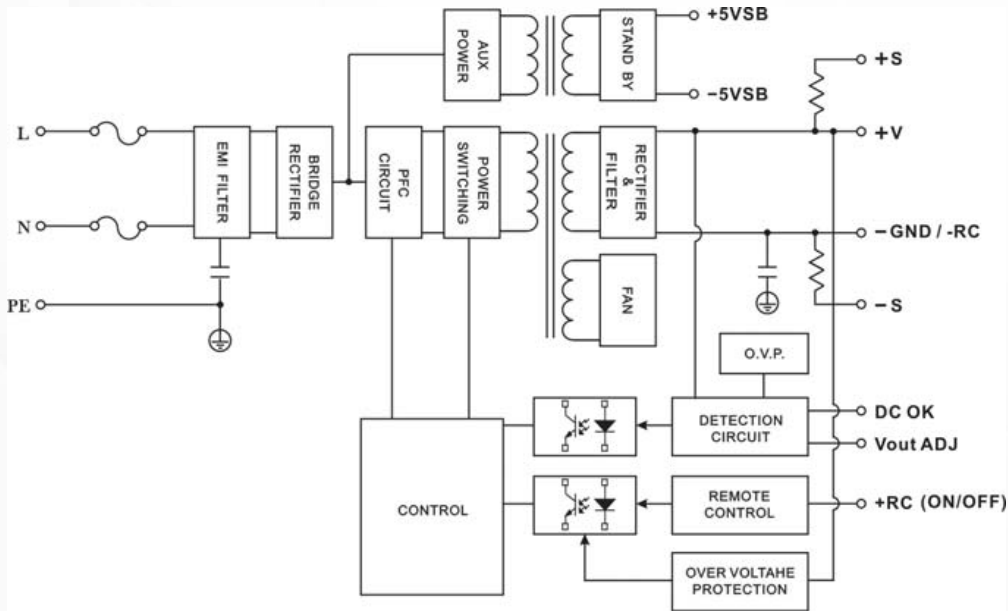 AUX
POWER
STAND BY
+5VSB
−5VSB
+S
L
N
PE
EMI FILTER
BRIDGE
RECTIFIER
PFC
CIRCUIT
POWER
SWITCHING
RECTIFIER
&
FILTER
FAN
+V
−GND / -RC
−S
O.V.P.
DETECTION
CIRCUIT
DC OK
Vout ADJ
CONTROL
REMOTE
CONTROL
+RC (ON/OFF)
OVER VOLTAHE
PROTECTION